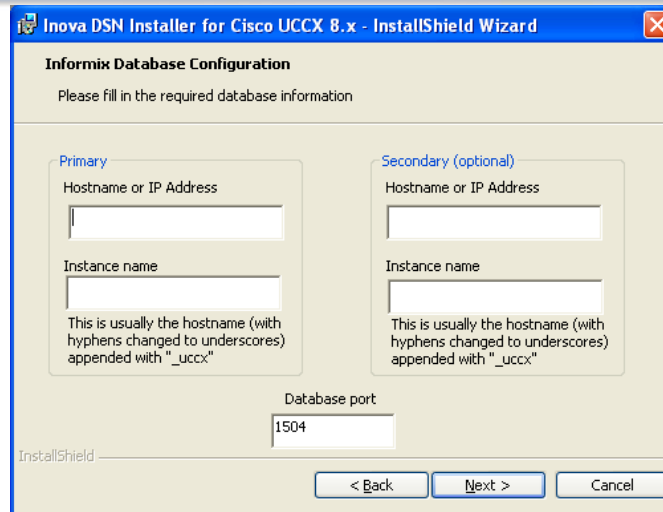 Inova DSN Installer for Cisco UCCX 8.x - InstallShield Wizard
Informix Database Configuration
Please fill in the required database information
Primary
Hostname or IP Address
Instance name
This is usually the hostname (with
hyphens changed to underscores)
appended with "_uccx"
Secondary (optional)
Hostname or IP Address
Instance name
This is usually the hostname (with
hyphens changed to underscores)
appended with "_uccx"
Database port
1504
InstallShield
< Back
Next >
Cancel